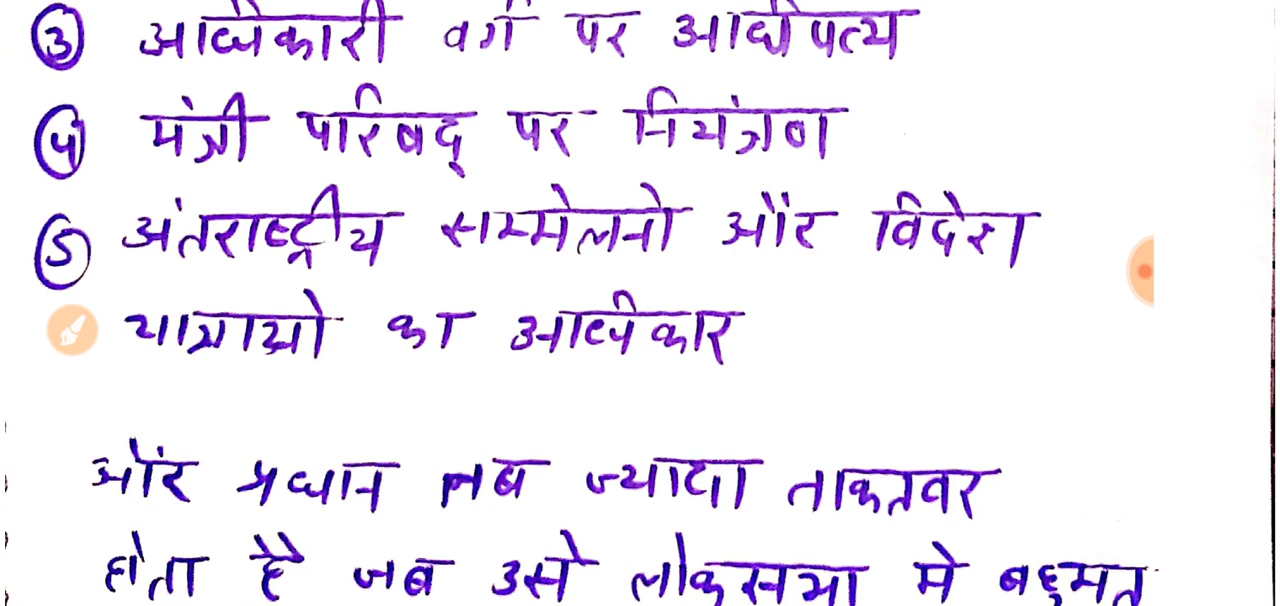 ③ अधिकारी वर्ग पर आधिपत्य
④ मंत्री परिषद् पर नियंत्रण
⑤ अंतराष्ट्रीय सम्मेलनो और विदेश
यात्राओ का अधिकार
और प्रधान तब ज्यादा ताकतवर
होता है जब उसे लोकसभा मे बहुमत